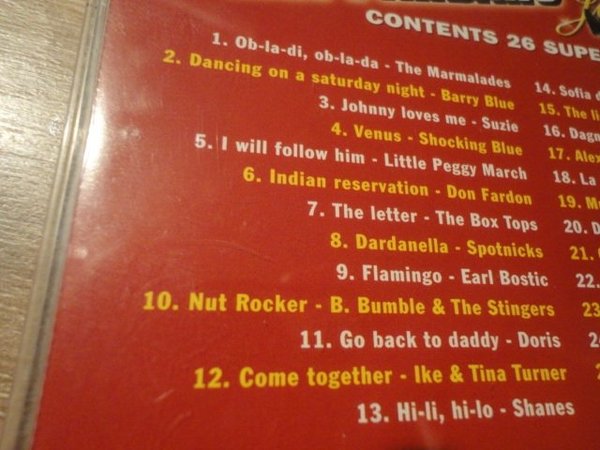 CONTENTS 26 SUPE
1. Ob-la-di, ob-la-da - The Marmalades
2. Dancing on a saturday night - Barry Blue
3. Johnny loves me - Suzie
4. Venus - Shocking Blue
5. I will follow him - Little Peggy March
6. Indian reservation - Don Fardon
7. The letter - The Box Tops
8. Dardanella - Spotnicks
9. Flamingo - Earl Bostic
10. Nut Rocker - B. Bumble & The Stingers
11. Go back to daddy - Doris
12. Come together - Ike & Tina Turner
13. Hi-li, hi-lo - Shanes
14. Sofia d
15. The li
16. Dagn
17. Alex
18. La
19. M
20. D
21.
22.
23